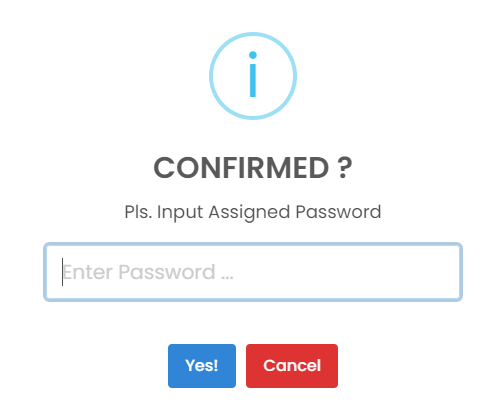 CONFIRMED ?
Pls. Input Assigned Password
Enter Password ...
Yes!
Cancel